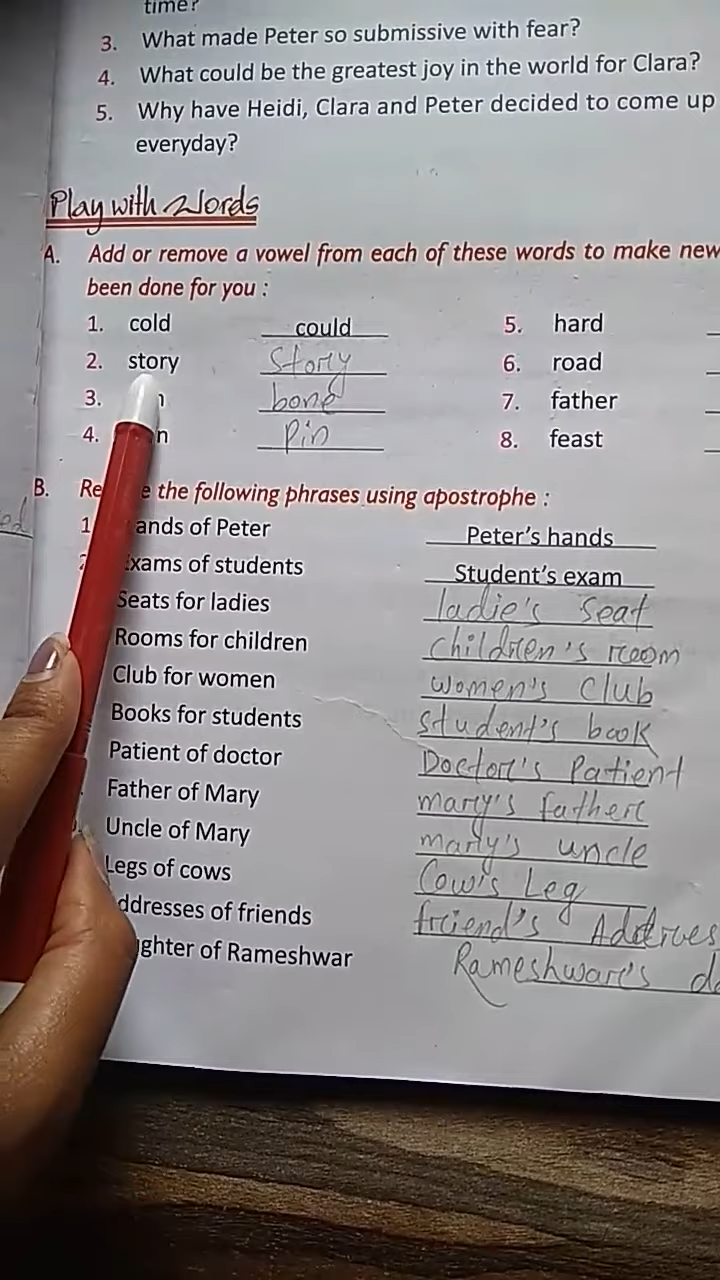 time?
3. What made Peter so submissive with fear?
4. What could be the greatest joy in the world for Clara?
5. Why have Heidi, Clara and Peter decided to come up
everyday?
Play with Words
A. Add or remove a vowel from each of these words to make new
been done for you :
1. cold could 5. hard
2. story Story 6. road
3. bone 7. father
4. n Pin 8. feast
B. Re e the following phrases using apostrophe :
1 ands of Peter Peter's hands
xams of students Student's exam
Seats for ladies ladie's Seat
Rooms for children children's room
Club for women women's Club
Books for students student's book
Patient of doctor Doctor's Patient
Father of Mary mary's father
Uncle of Mary mary's uncle
Legs of cows Cow's Leg
ddresses of friends friend's Addres
ghter of Rameshwar Rameshwar's d